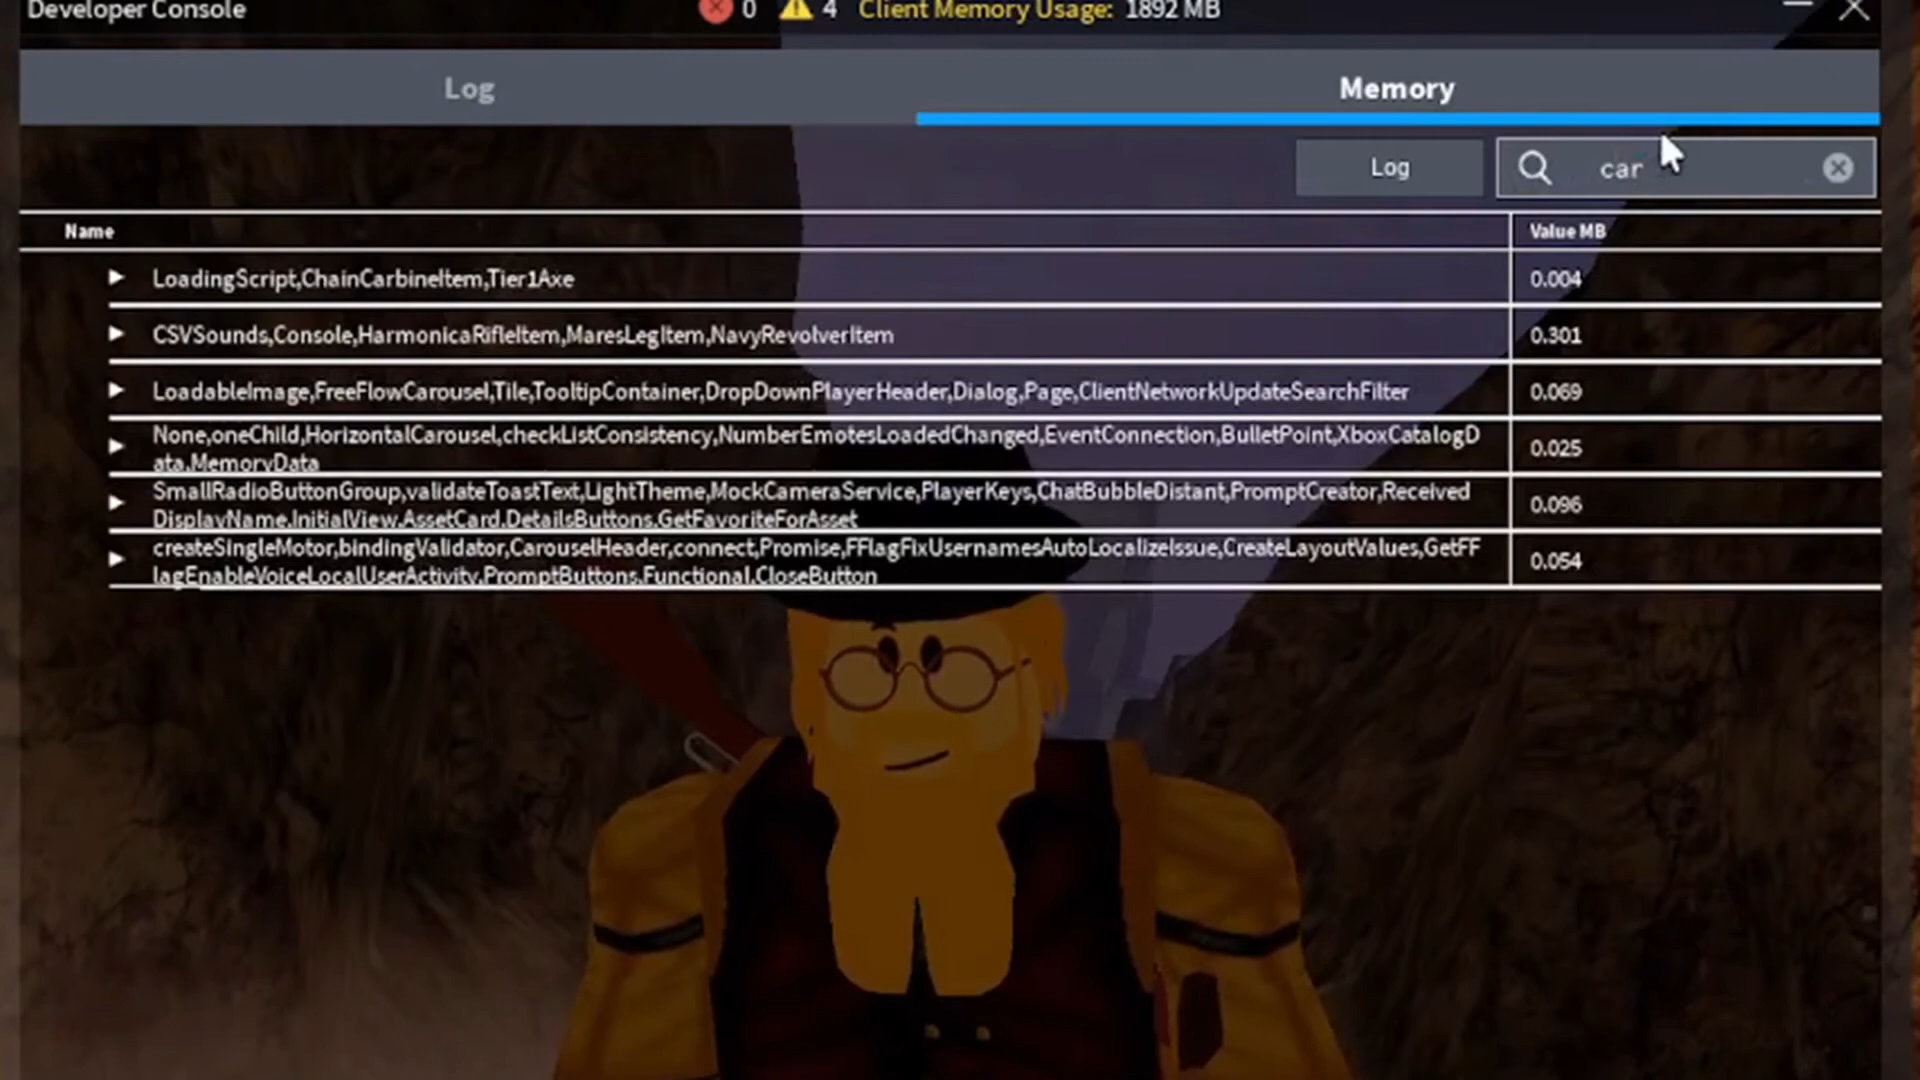 Developer Console
0
4
Client Memory Usage: 1892 MB
Log
Memory
Log
car
Name
Value MB
LoadingScript,ChainCarbineItem,Tier1Axe
0.004
CSVSounds,Console,HarmonicaRifleItem,MaresLegItem,NavyRevolverItem
0.301
LoadableImage,FreeFlowCarousel,Tile,TooltipContainer,DropDownPlayerHeader,Dialog,Page,ClientNetworkUpdateSearchFilter
0.069
None,oneChild,HorizontalCarousel,checkListConsistency,NumberEmotesLoadedChanged,EventConnection,BulletPoint,XboxCatalogD
ata,MemoryData
0.025
SmallRadioButtonGroup,validateToastText,LightTheme,MockCameraService,PlayerKeys,ChatBubbleDistant,PromptCreator,Received
DisplayName,InitialView,AssetCard,DetailsButtons,GetFavoriteForAsset
0.096
createSingleMotor,bindingValidator,CarouselHeader,connect,Promise,FFlagFixUsernamesAutoLocalizeIssue,CreateLayoutValues,GetFF
lagEnableVoiceLocalUserActivity,PromptButtons,Functional,CloseButton
0.054